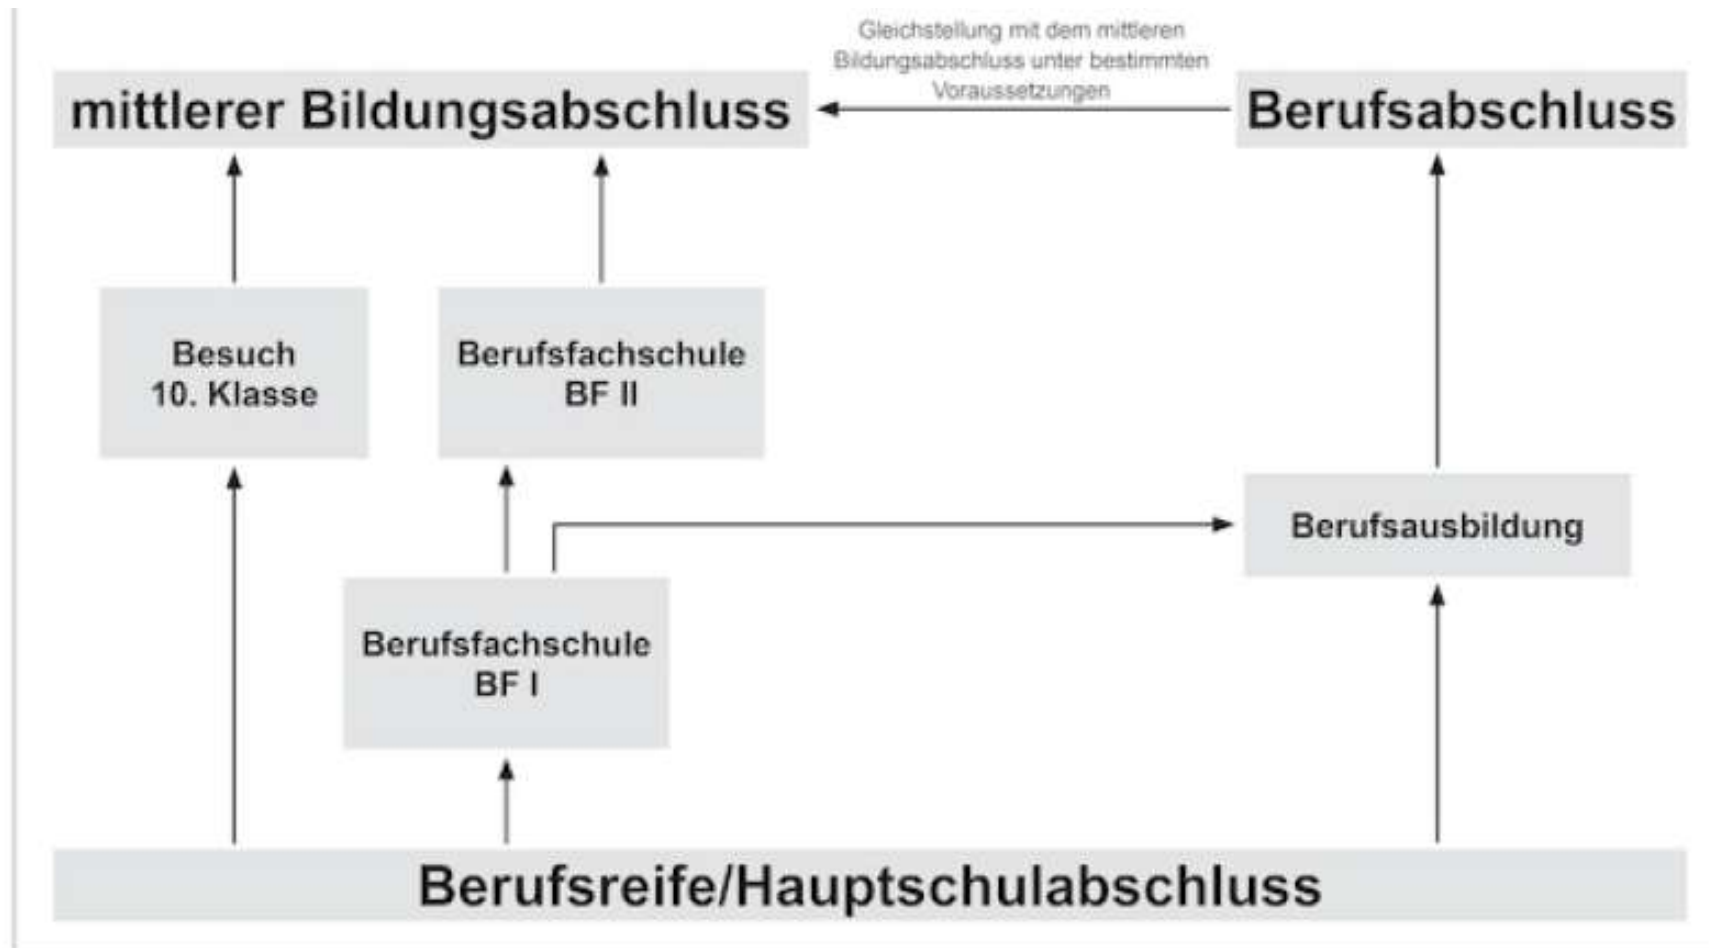 Gleichstellung mit dem mittleren
Bildungsabschluss unter bestimmten
Voraussetzungen
mittlerer Bildungsabschluss
Berufsabschluss
Besuch
10. Klasse
Berufsfachschule
BF II
Berufsausbildung
Berufsfachschule
BF I
Berufsreife/Hauptschulabschluss